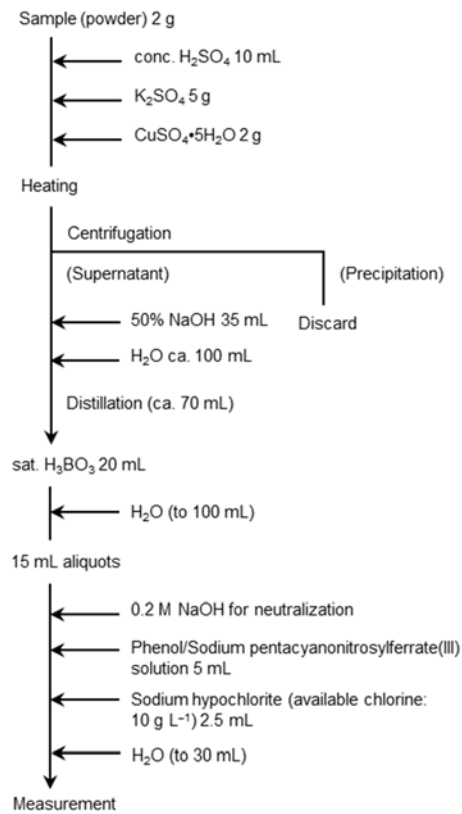 Sample (powder) 2 g
conc. H₂SO₄ 10 mL
K₂SO₄ 5 g
CuSO₄•5H₂O 2 g
Heating
Centrifugation
(Supernatant)
(Precipitation)
50% NaOH 35 mL
Discard
H₂O ca. 100 mL
Distillation (ca. 70 mL)
sat. H₃BO₃ 20 mL
H₂O (to 100 mL)
15 mL aliquots
0.2 M NaOH for neutralization
Phenol/Sodium pentacyanonitrosylferrate(III)
solution 5 mL
Sodium hypochlorite (available chlorine:
10 g L⁻¹) 2.5 mL
H₂O (to 30 mL)
Measurement